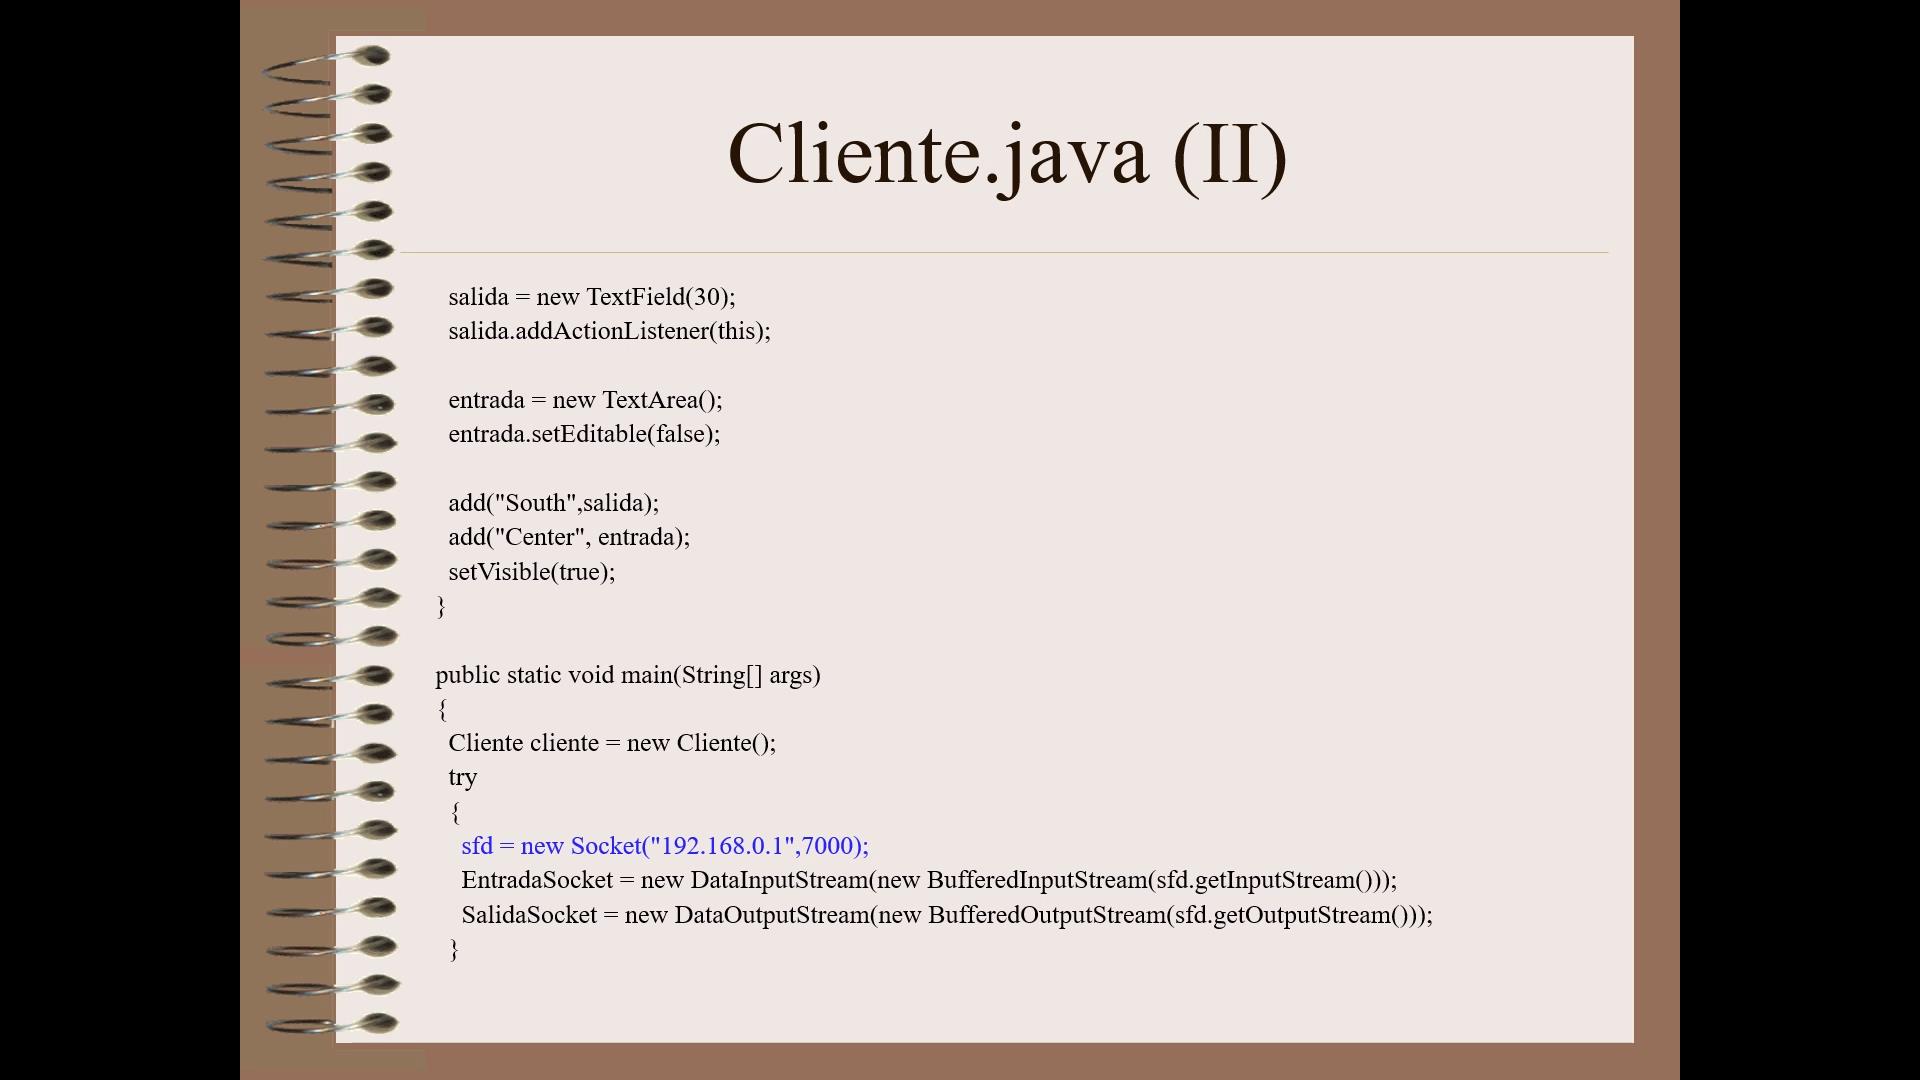 Cliente.java (II)
salida = new TextField(30);
salida.addActionListener(this);
entrada = new TextArea();
entrada.setEditable(false);
add("South",salida);
add("Center", entrada);
setVisible(true);
}
public static void main(String[] args)
{
Cliente cliente = new Cliente();
try
{
sfd = new Socket("192.168.0.1",7000);
EntradaSocket = new DataInputStream(new BufferedInputStream(sfd.getInputStream()));
SalidaSocket = new DataOutputStream(new BufferedOutputStream(sfd.getOutputStream()));
}